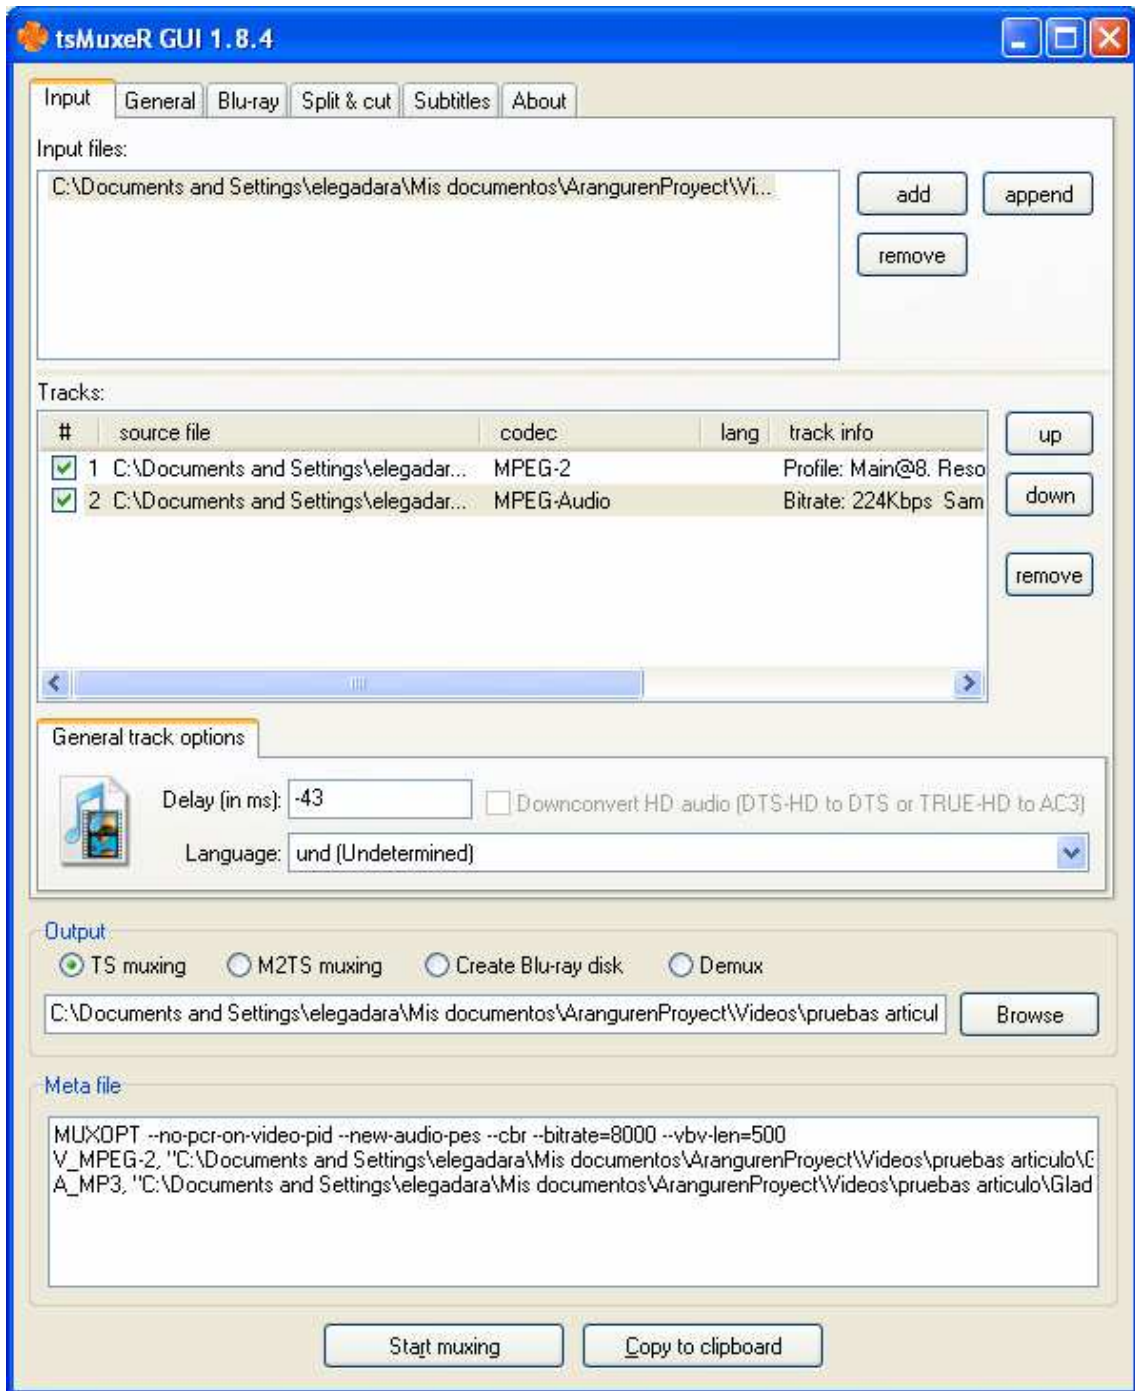 tsMuxeR GUI 1.8.4
Input General Blu-ray Split & cut Subtitles About
Input files:
C:\Documents and Settings\elegadara\Mis documentos\ArangurenProyect\Vi...
add append
remove
Tracks:
# source file codec lang track info
1 C:\Documents and Settings\elegadar... MPEG-2 Profile: Main@8. Reso
2 C:\Documents and Settings\elegadar... MPEG-Audio Bitrate: 224Kbps Sam
up
down
remove
General track options
Delay (in ms): -43
Downconvert HD audio (DTS-HD to DTS or TRUE-HD to AC3)
Language: und (Undetermined)
Output
TS muxing M2TS muxing Create Blu-ray disk Demux
C:\Documents and Settings\elegadara\Mis documentos\ArangurenProyect\Videos\pruebas articul
Browse
Meta file
MUXOPT --no-pcr-on-video-pid --new-audio-pes --cbr --bitrate=8000 --vbv-len=500
V_MPEG-2, "C:\Documents and Settings\elegadara\Mis documentos\ArangurenProyect\Videos\pruebas articulo\G
A_MP3, "C:\Documents and Settings\elegadara\Mis documentos\ArangurenProyect\Videos\pruebas articulo\Glad
Start muxing Copy to clipboard